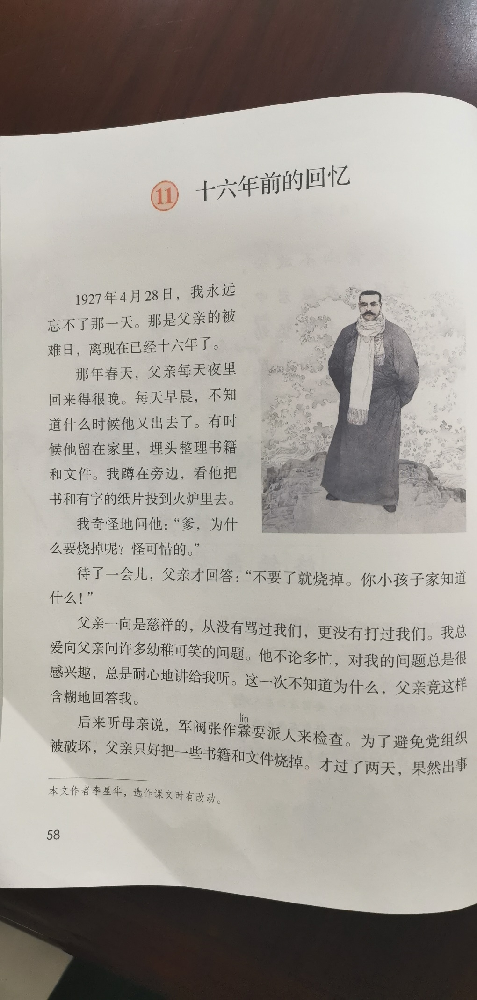 11 十六年前的回忆
1927年4月28日，我永远
忘不了那一天。那是父亲的被
难日，离现在已经十六年了。
那年春天，父亲每天夜里
回来得很晚。每天早晨，不知
道什么时候他又出去了。有时
候他留在家里，埋头整理书籍
和文件。我蹲在旁边，看他把
书和有字的纸片投到火炉里去。
我奇怪地问他：“爹，为什
么要烧掉呢？怪可惜的。”
待了一会儿，父亲才回答：“不要了就烧掉。你小孩子家知道
什么！”
父亲一向是慈祥的，从没有骂过我们，更没有打过我们。我总
爱向父亲问许多幼稚可笑的问题。他不论多忙，对我的问题总是很
感兴趣，总是耐心地讲给我听。这一次不知道为什么，父亲竟这样
含糊地回答我。
lín
后来听母亲说，军阀张作霖要派人来检查。为了避免党组织
被破坏，父亲只好把一些书籍和文件烧掉。才过了两天，果然出事
本文作者李星华，选作课文时有改动。
58